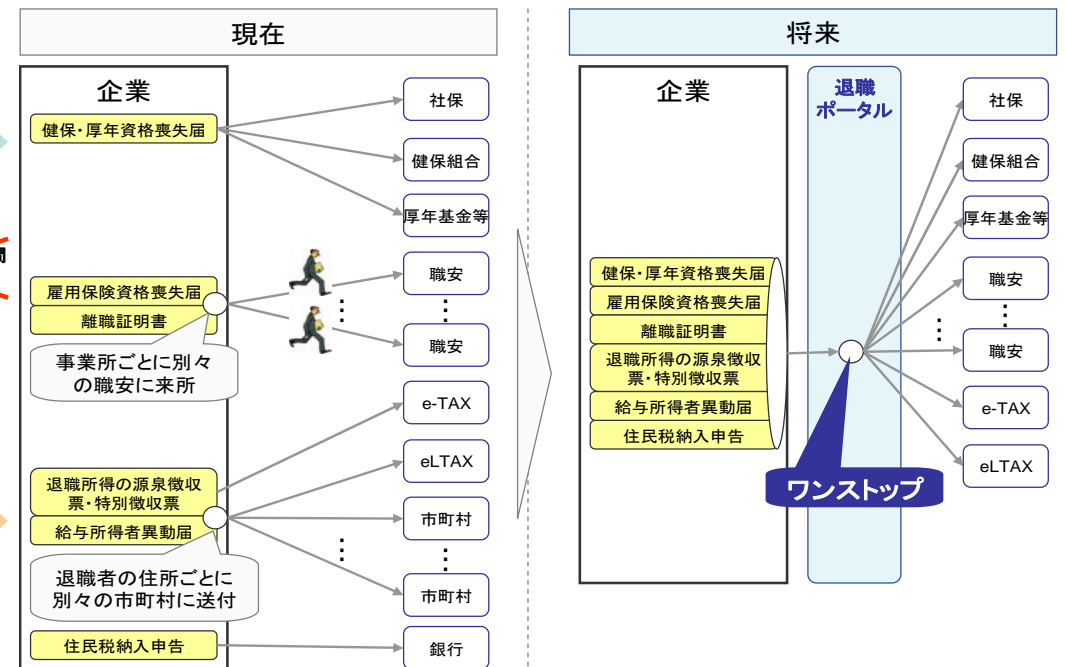 現在
企業
健保・厚年資格喪失届
社保
健保組合
厚年基金等
雇用保険資格喪失届
離職証明書
職安
⋮
⋮
職安
事業所ごとに別々
の職安に来所
退職所得の源泉徴収
票・特別徴収票
給与所得者異動届
e-TAX
eLTAX
市町村
⋮
⋮
市町村
退職者の住所ごとに
別々の市町村に送付
住民税納入申告
銀行
将来
企業
退職
ポータル
健保・厚年資格喪失届
雇用保険資格喪失届
離職証明書
退職所得の源泉徴収
票・特別徴収票
給与所得者異動届
住民税納入申告
ワンストップ
社保
健保組合
厚年基金等
職安
⋮
⋮
職安
e-TAX
eLTAX